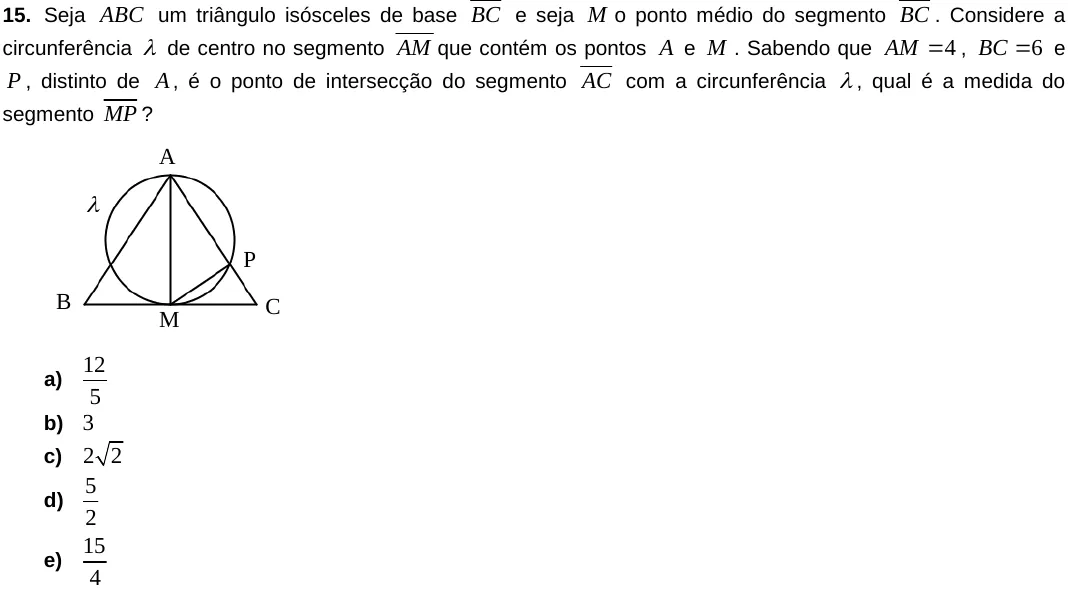 15. Seja ABC um triângulo isósceles de base BC e seja M o ponto médio do segmento BC. Considere a
circunferência λ de centro no segmento AM que contém os pontos A e M. Sabendo que AM =4, BC =6 e
P, distinto de A, é o ponto de intersecção do segmento AC com a circunferência λ, qual é a medida do
segmento MP?
A
λ
P
B
C
M
a) 12/5
b) 3
c) 2√2
d) 5/2
e) 15/4